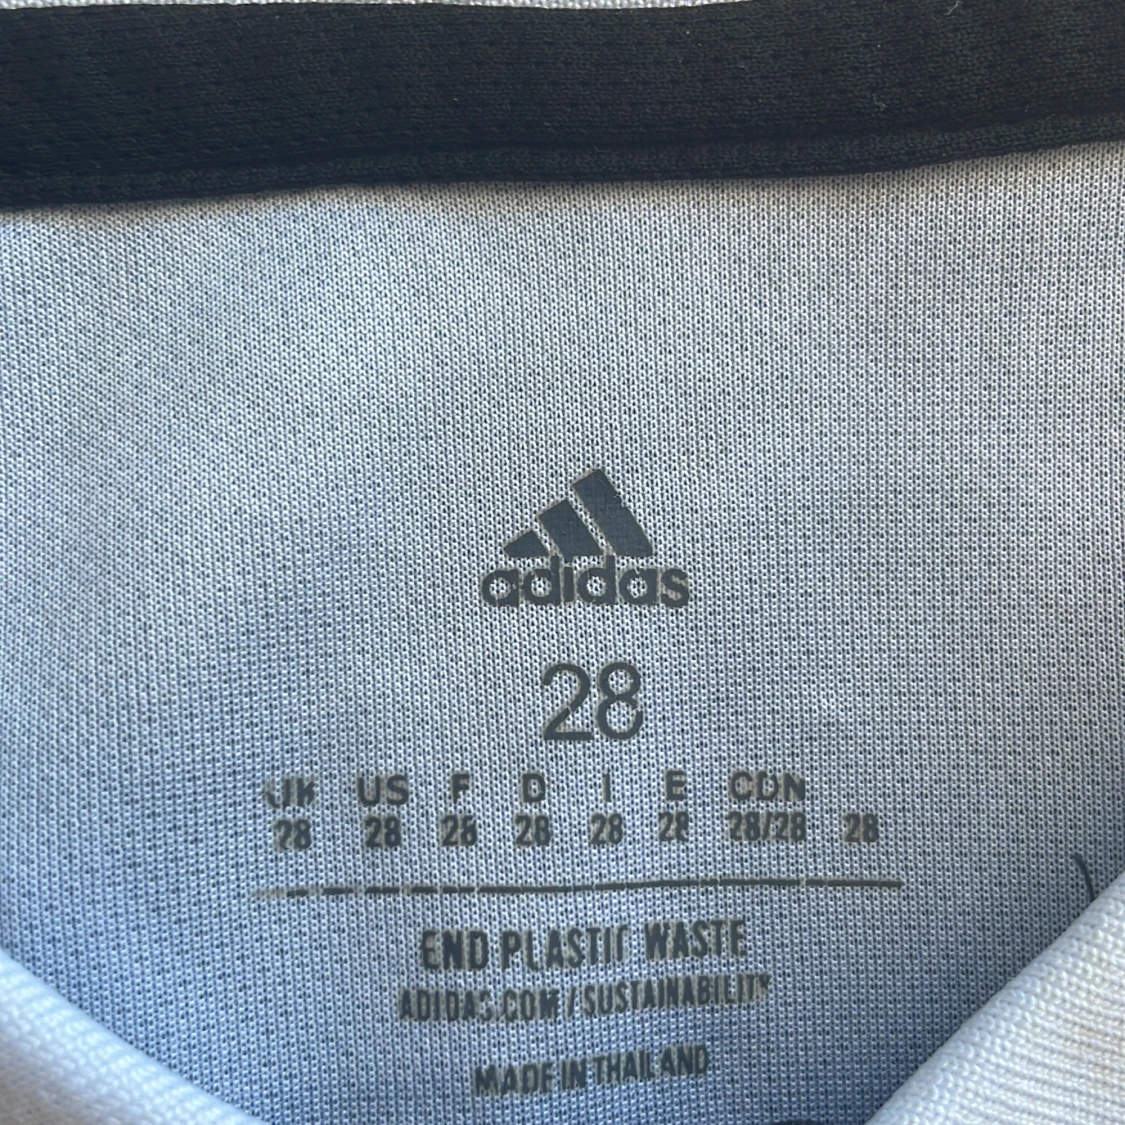 adidas
28
UK US F D I E CDN
28 28 28 28 28 28 28/28 28
END PLASTIC WASTE
ADIDAS.COM/SUSTAINABILITY
MADE IN THAILAND